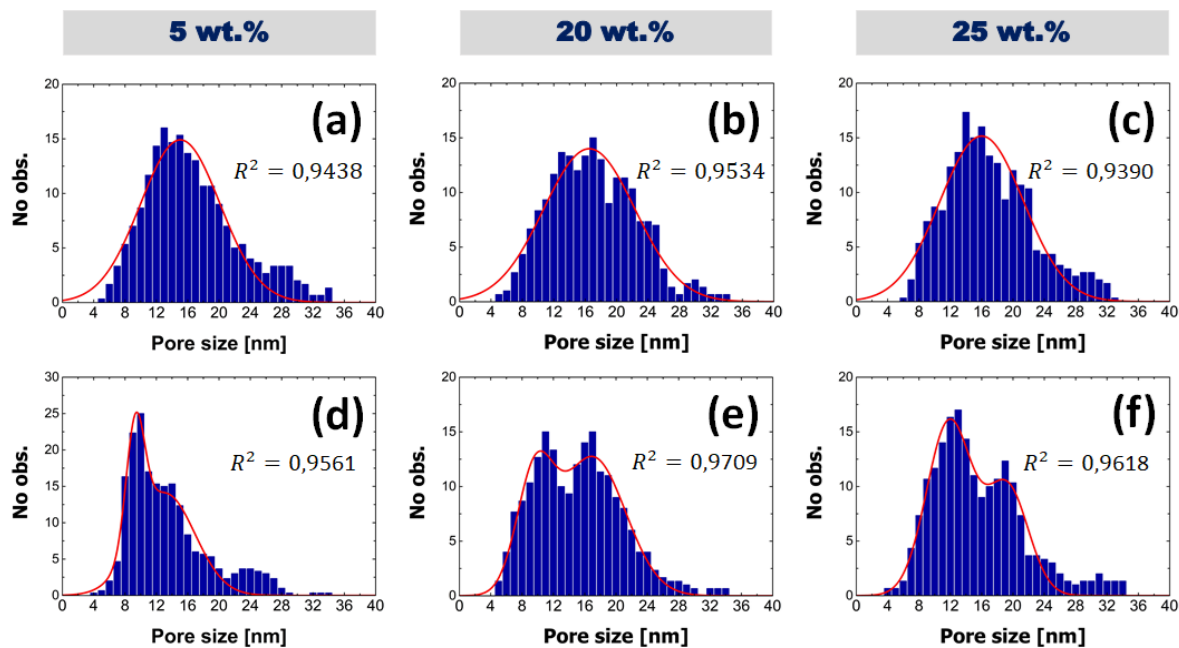 5 wt.%
20 wt.%
25 wt.%
20
15
10
5
0
No obs.
(a)
R² = 0,9438
0 4 8 12 16 20 24 28 32 36 40
Pore size [nm]
20
15
10
5
0
No obs.
(b)
R² = 0,9534
0 4 8 12 16 20 24 28 32 36 40
Pore size [nm]
20
15
10
5
0
No obs.
(c)
R² = 0,9390
0 4 8 12 16 20 24 28 32 36 40
Pore size [nm]
30
25
20
15
10
5
0
No obs.
(d)
R² = 0,9561
0 4 8 12 16 20 24 28 32 36 40
Pore size [nm]
20
15
10
5
0
No obs.
(e)
R² = 0,9709
0 4 8 12 16 20 24 28 32 36 40
Pore size [nm]
20
15
10
5
0
No obs.
(f)
R² = 0,9618
0 4 8 12 16 20 24 28 32 36 40
Pore size [nm]